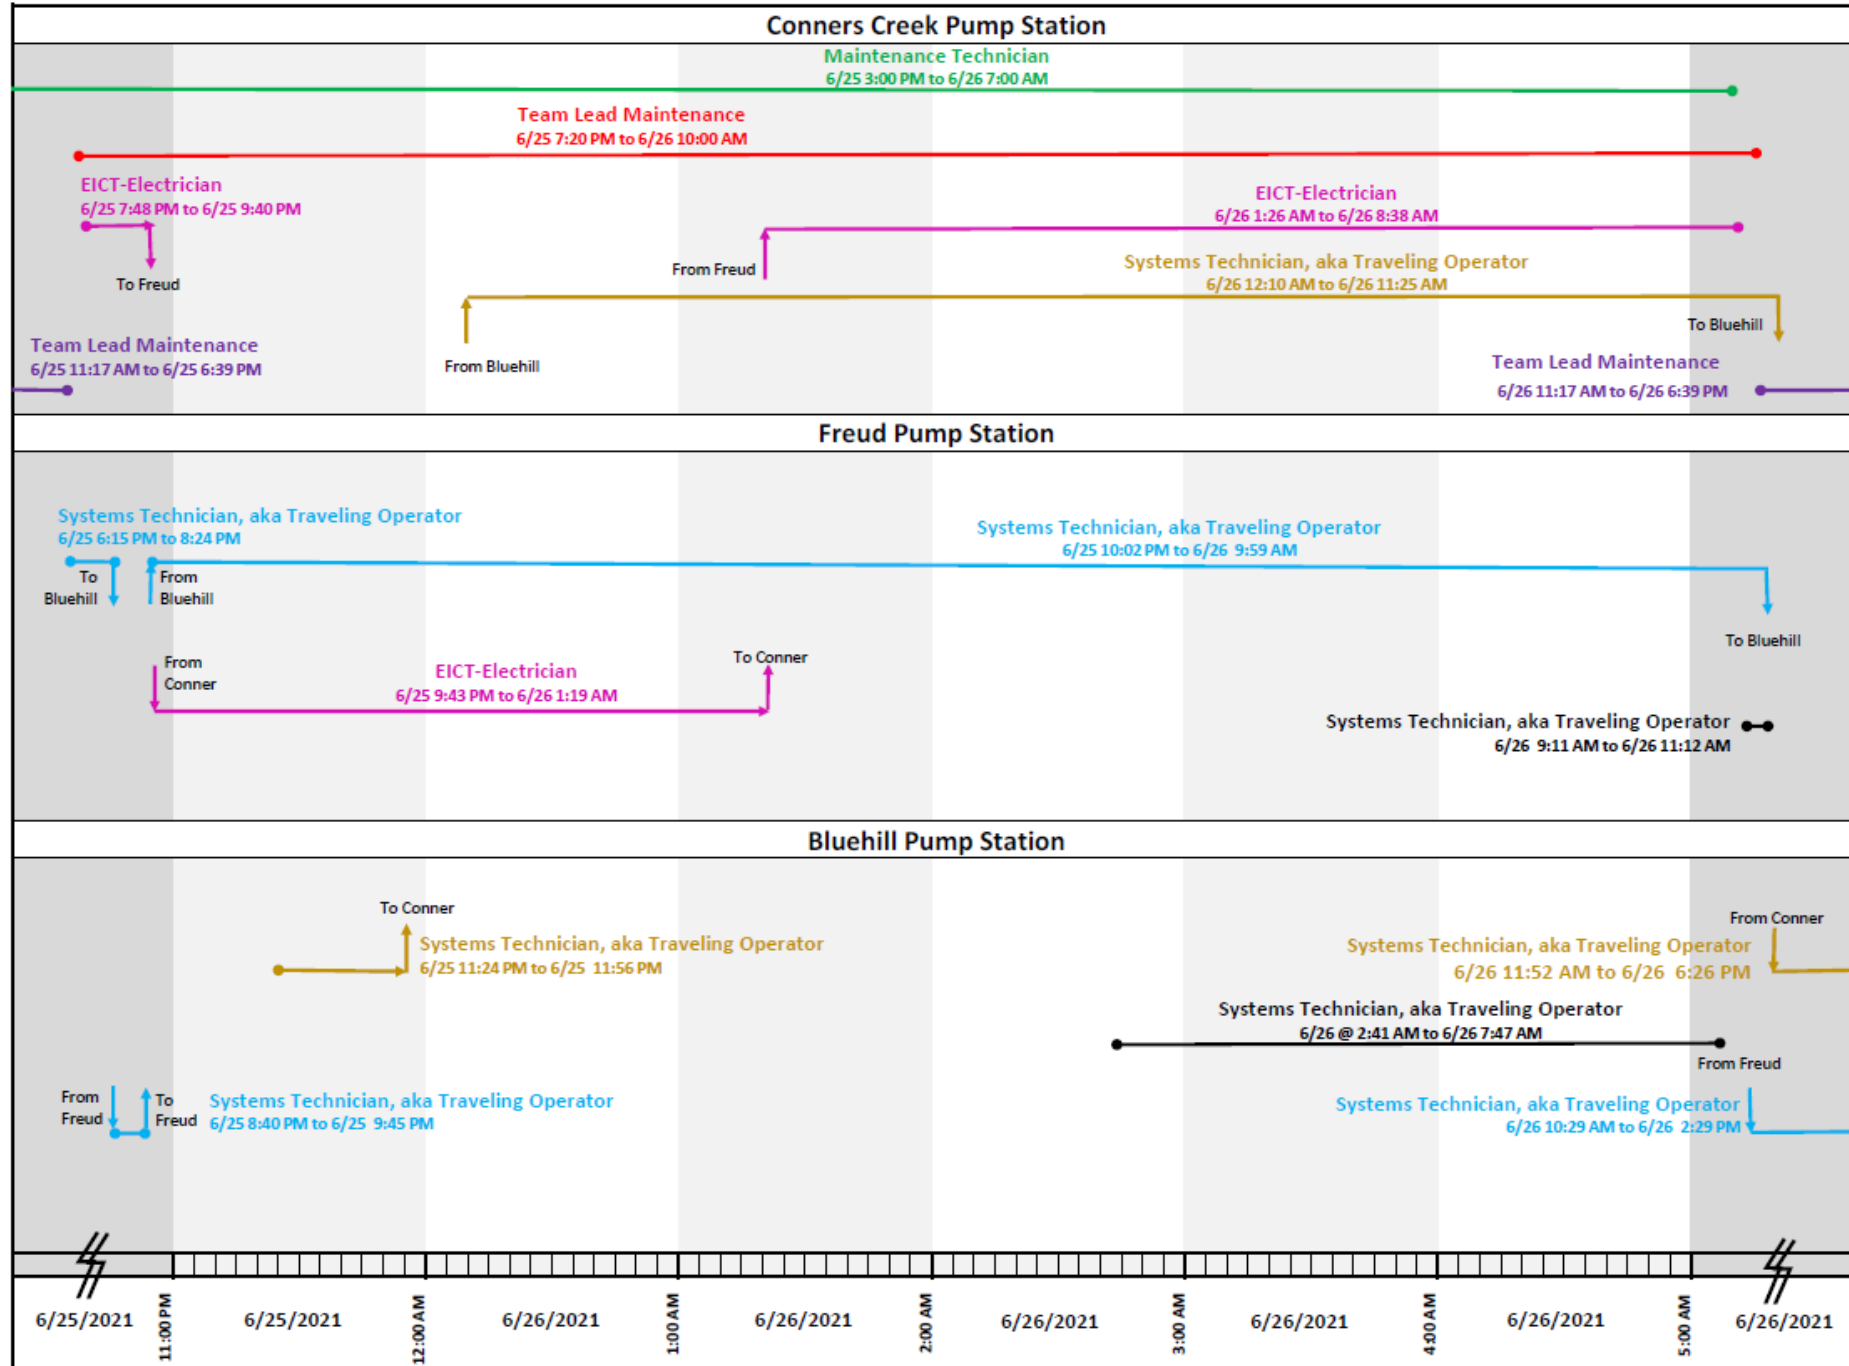 Conners Creek Pump Station
Maintenance Technician
6/25 3:00 PM to 6/26 7:00 AM
Team Lead Maintenance
6/25 7:20 PM to 6/26 10:00 AM
EICT-Electrician
6/25 7:48 PM to 6/25 9:40 PM
To Freud
EICT-Electrician
6/26 1:26 AM to 6/26 8:38 AM
From Freud
Systems Technician, aka Traveling Operator
6/26 12:10 AM to 6/26 11:25 AM
From Bluehill
To Bluehill
Team Lead Maintenance
6/25 11:17 AM to 6/25 6:39 PM
Team Lead Maintenance
6/26 11:17 AM to 6/26 6:39 PM
Freud Pump Station
Systems Technician, aka Traveling Operator
6/25 6:15 PM to 8:24 PM
To
Bluehill
From
Bluehill
Systems Technician, aka Traveling Operator
6/25 10:02 PM to 6/26 9:59 AM
To Bluehill
From
Conner
EICT-Electrician
6/25 9:43 PM to 6/26 1:19 AM
To Conner
Systems Technician, aka Traveling Operator
6/26 9:11 AM to 6/26 11:12 AM
Bluehill Pump Station
To Conner
Systems Technician, aka Traveling Operator
6/25 11:24 PM to 6/25 11:56 PM
From Conner
Systems Technician, aka Traveling Operator
6/26 11:52 AM to 6/26 6:26 PM
Systems Technician, aka Traveling Operator
6/26 @ 2:41 AM to 6/26 7:47 AM
From Freud
From
Freud
To
Freud
Systems Technician, aka Traveling Operator
6/25 8:40 PM to 6/25 9:45 PM
Systems Technician, aka Traveling Operator
6/26 10:29 AM to 6/26 2:29 PM
6/25/2021
11:00 PM
6/25/2021
12:00 AM
6/26/2021
1:00 AM
6/26/2021
2:00 AM
6/26/2021
3:00 AM
6/26/2021
4:00 AM
6/26/2021
5:00 AM
6/26/2021